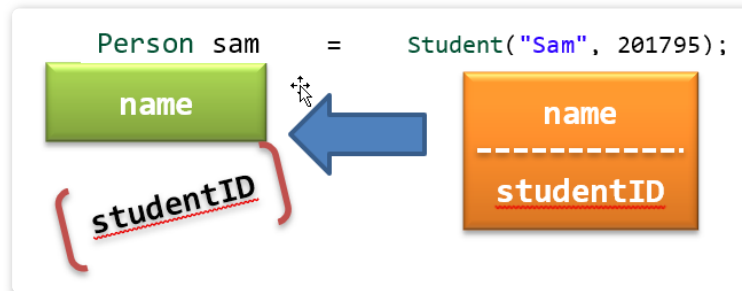 Person sam = Student("Sam", 201795);
name
name
studentID
studentID